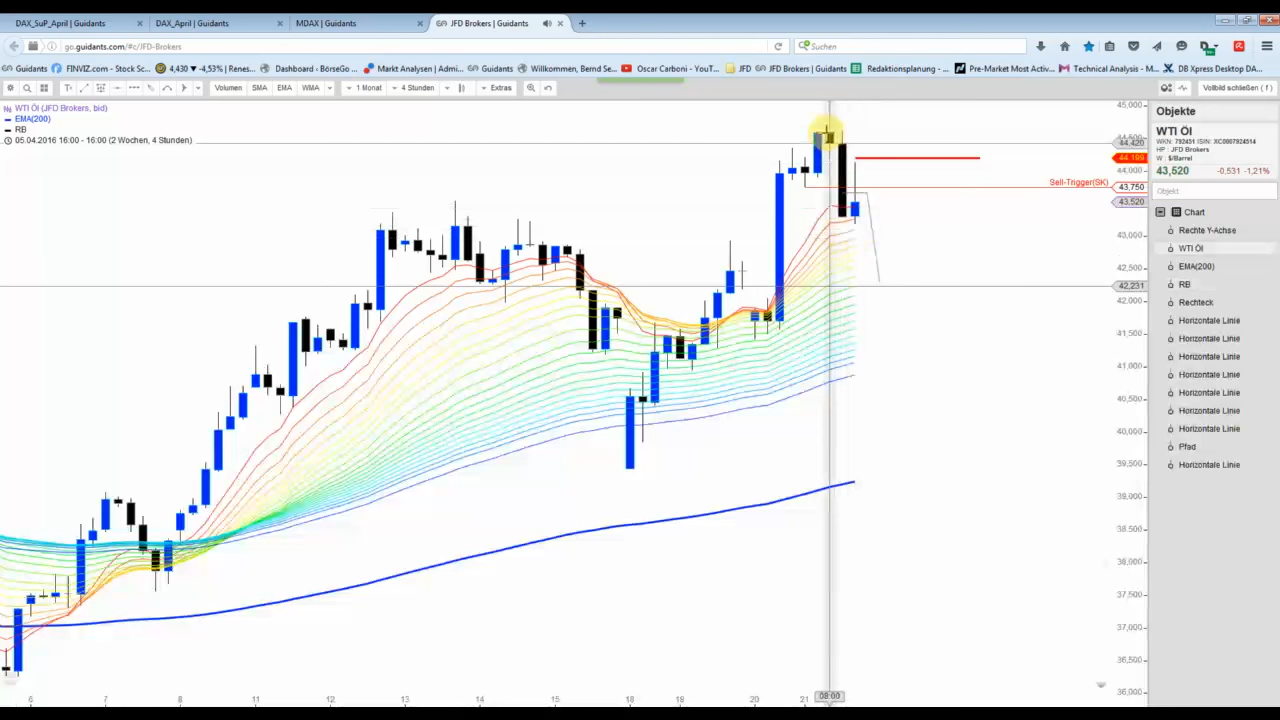 DAX_SuP_April | Guidants
DAX_April | Guidants
MDAX | Guidants
JFD Brokers | Guidants
go.guidants.com/#c/JFD-Brokers
Suchen
Guidants
FINVIZ.com - Stock Sc...
4,430 -4,53% | Renes...
Dashboard - BörseGo ...
Markt Analysen | Admi...
Guidants
Willkommen, Bernd Se...
Oscar Carboni - YouT...
JFD
JFD Brokers | Guidants
Redaktionsplanung - ...
Pre-Market Most Activ...
Technical Analysis - M...
DB Xpress Desktop DA...
Volumen
SMA
EMA
WMA
1 Monat
4 Stunden
Extras
Vollbild schließen ( f )
WTI Öl (JFD Brokers, bid)
EMA(200)
RB
05.04.2016 16:00 - 16:00 (2 Wochen, 4 Stunden)
Sell-Trigger(SK)
45,000
44,500
44,420
44,199
44,000
43,750
43,520
43,000
42,500
42,231
42,000
41,500
41,000
40,500
40,000
39,500
39,000
38,500
38,000
37,500
37,000
36,500
36,000
6
7
8
11
12
13
14
15
18
19
20
21
08:00
Objekte
WTI Öl
WKN: 792451 ISIN: XC0007924514
HP : JFD Brokers
W : $/Barrel
43,520
-0,531 -1,21%
Objekt
Chart
Rechte Y-Achse
WTI Öl
EMA(200)
RB
Rechteck
Horizontale Linie
Horizontale Linie
Horizontale Linie
Horizontale Linie
Horizontale Linie
Horizontale Linie
Horizontale Linie
Pfad
Horizontale Linie